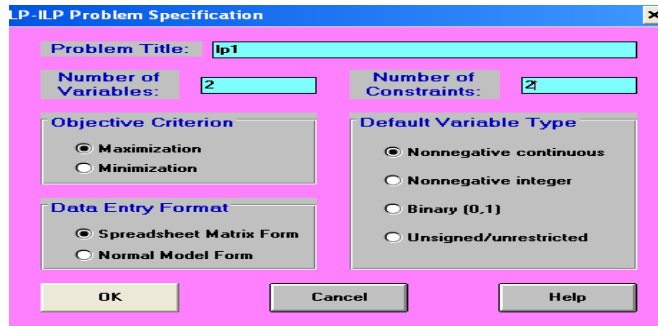 LP-ILP Problem Specification
Problem Title: lp1
Number of Variables: 2
Number of Constraints: 2
Objective Criterion
Maximization
Minimization
Default Variable Type
Nonnegative continuous
Nonnegative integer
Binary (0,1)
Unsigned/unrestricted
Data Entry Format
Spreadsheet Matrix Form
Normal Model Form
OK
Cancel
Help